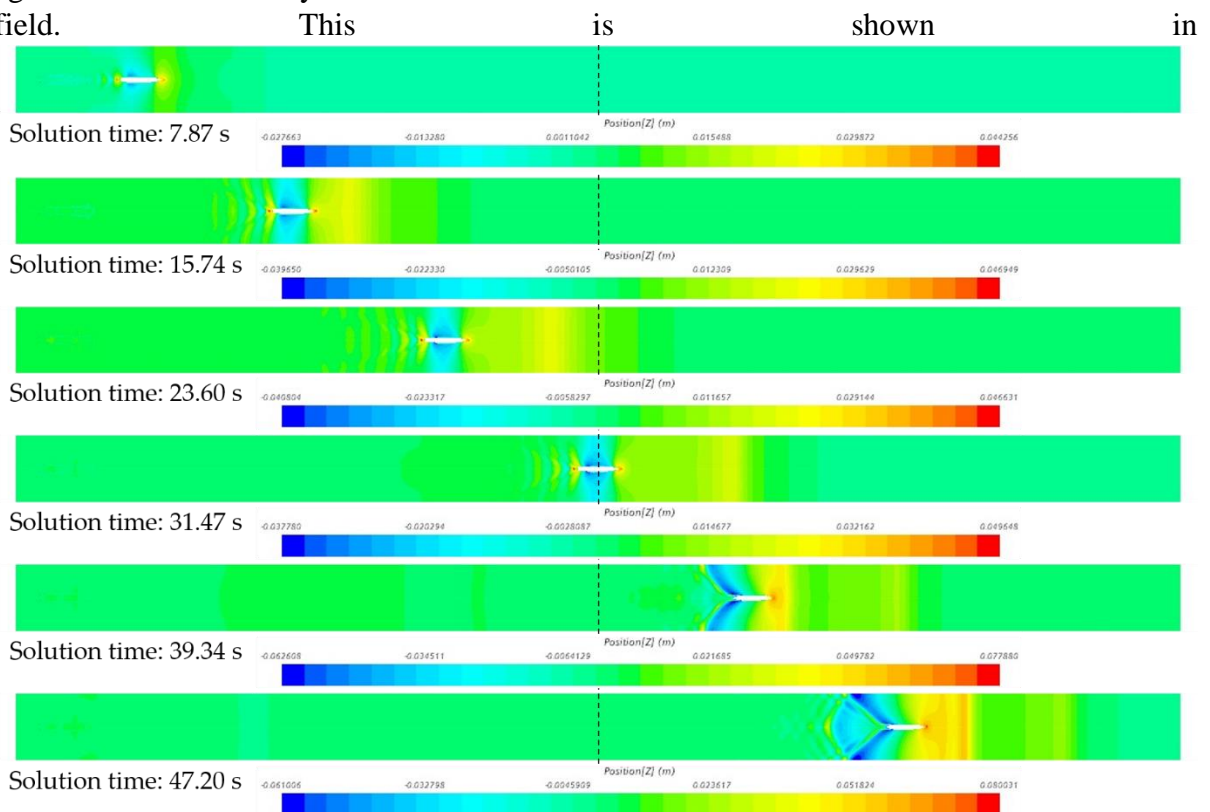 field. This is shown in
Position[Z] (m)
Solution time: 7.87 s
-0.027663 -0.013280 0.0011042 0.015488 0.029872 0.044256
Position[Z] (m)
Solution time: 15.74 s
-0.039650 -0.022330 -0.0050105 0.012309 0.029629 0.046949
Position[Z] (m)
Solution time: 23.60 s
-0.040804 -0.023317 -0.0058297 0.011657 0.029144 0.046631
Position[Z] (m)
Solution time: 31.47 s
-0.037780 -0.020294 -0.0028087 0.014677 0.032162 0.049648
Position[Z] (m)
Solution time: 39.34 s
-0.062608 -0.034511 -0.0064129 0.021685 0.049782 0.077880
Position[Z] (m)
Solution time: 47.20 s
-0.061006 -0.032798 -0.0045909 0.023617 0.051824 0.080031